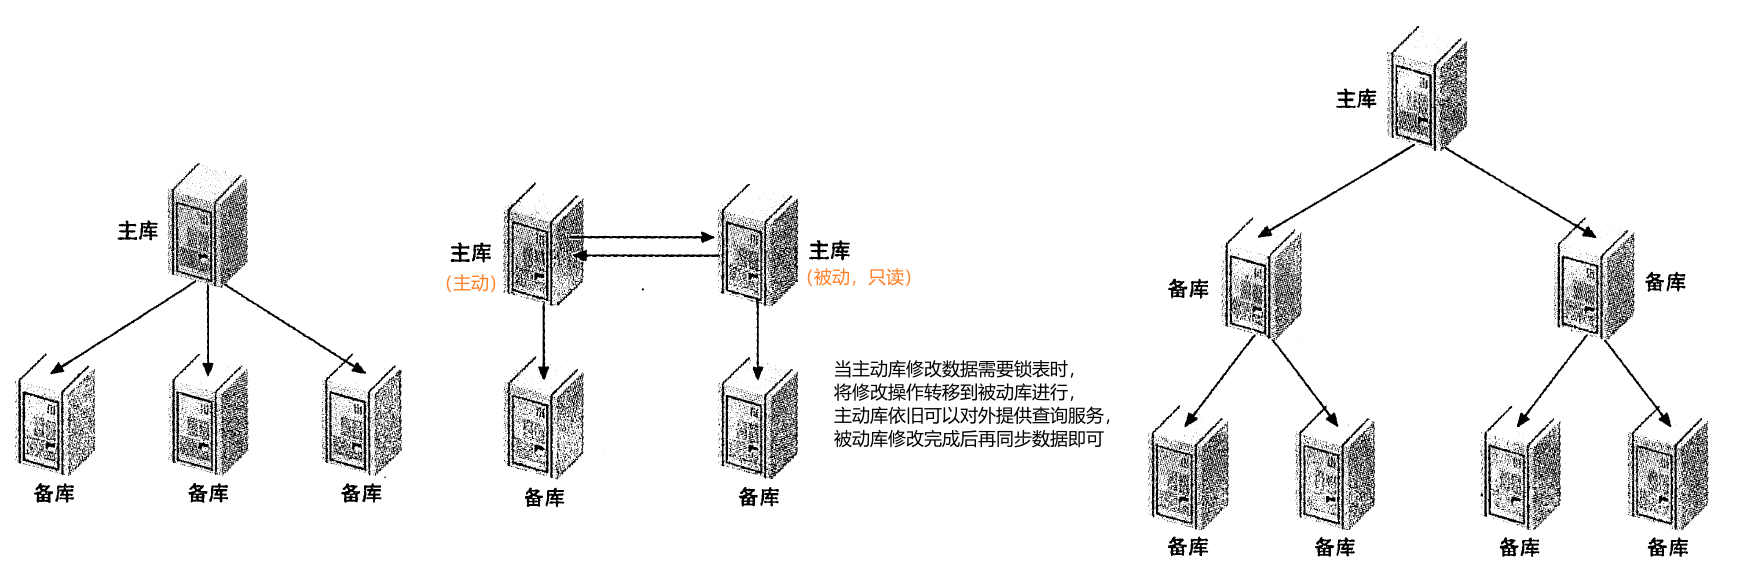 主库
备库
备库
备库
主库
(主动)
主库
(被动，只读)
备库
备库
当主动库修改数据需要锁表时，
将修改操作转移到被动库进行，
主动库依旧可以对外提供查询服务，
被动库修改完成后再同步数据即可
主库
备库
备库
备库
备库
备库
备库